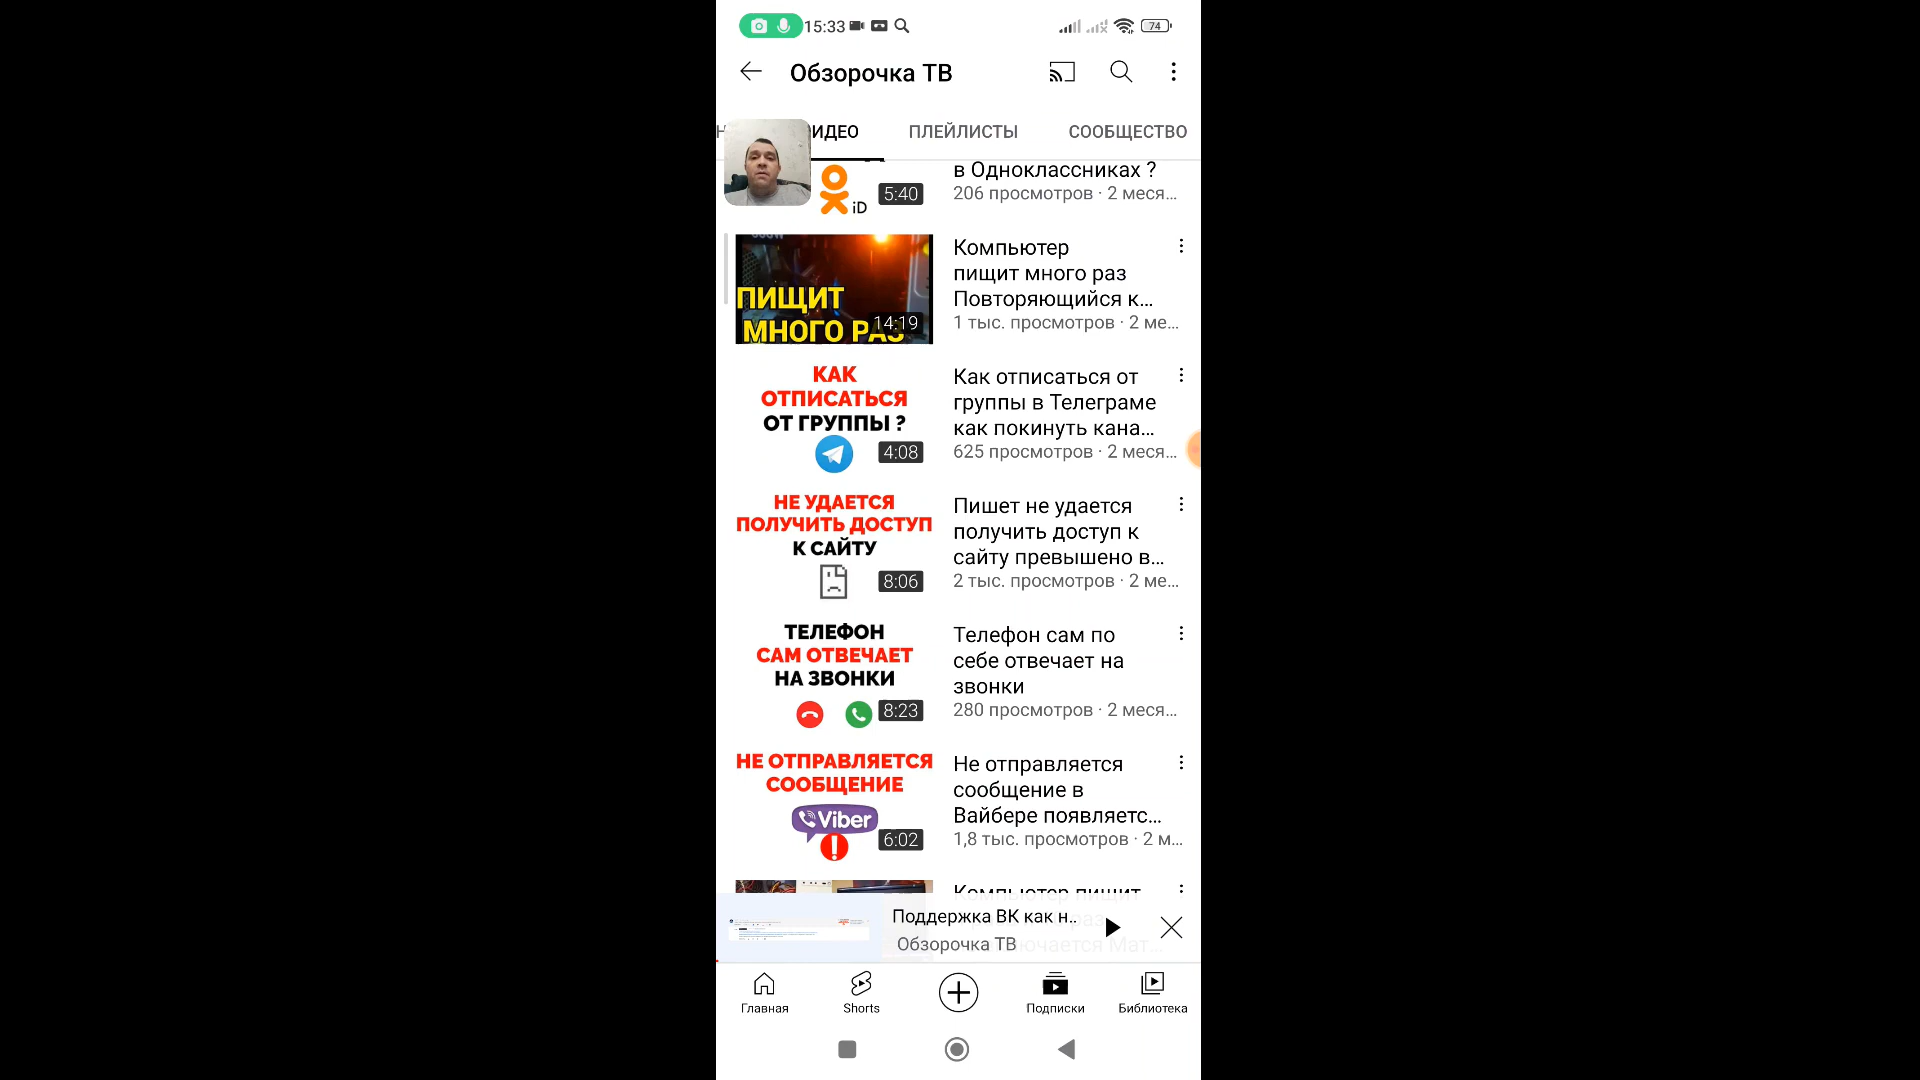 15:33
74
Обзорочка ТВ
ИДЕО
ПЛЕЙЛИСТЫ
СООБЩЕСТВО
iD
5:40
в Одноклассниках ?
206 просмотров · 2 меся...
ПИЩИТ
МНОГО РАЗ
14:19
Компьютер
пищит много раз
Повторяющийся к...
1 тыс. просмотров · 2 ме...
КАК
ОТПИСАТЬСЯ
ОТ ГРУППЫ ?
4:08
Как отписаться от
группы в Телеграме
как покинуть кана...
625 просмотров · 2 меся...
НЕ УДАЕТСЯ
ПОЛУЧИТЬ ДОСТУП
К САЙТУ
8:06
Пишет не удается
получить доступ к
сайту превышено в...
2 тыс. просмотров · 2 ме...
ТЕЛЕФОН
САМ ОТВЕЧАЕТ
НА ЗВОНКИ
8:23
Телефон сам по
себе отвечает на
звонки
280 просмотров · 2 меся...
НЕ ОТПРАВЛЯЕТСЯ
СООБЩЕНИЕ
Viber
6:02
Не отправляется
сообщение в
Вайбере появляетс...
1,8 тыс. просмотров · 2 м...
Компьютер пищит
Поддержка ВК как н..
Обзорочка ТВ
Главная
Shorts
Подписки
Библиотека